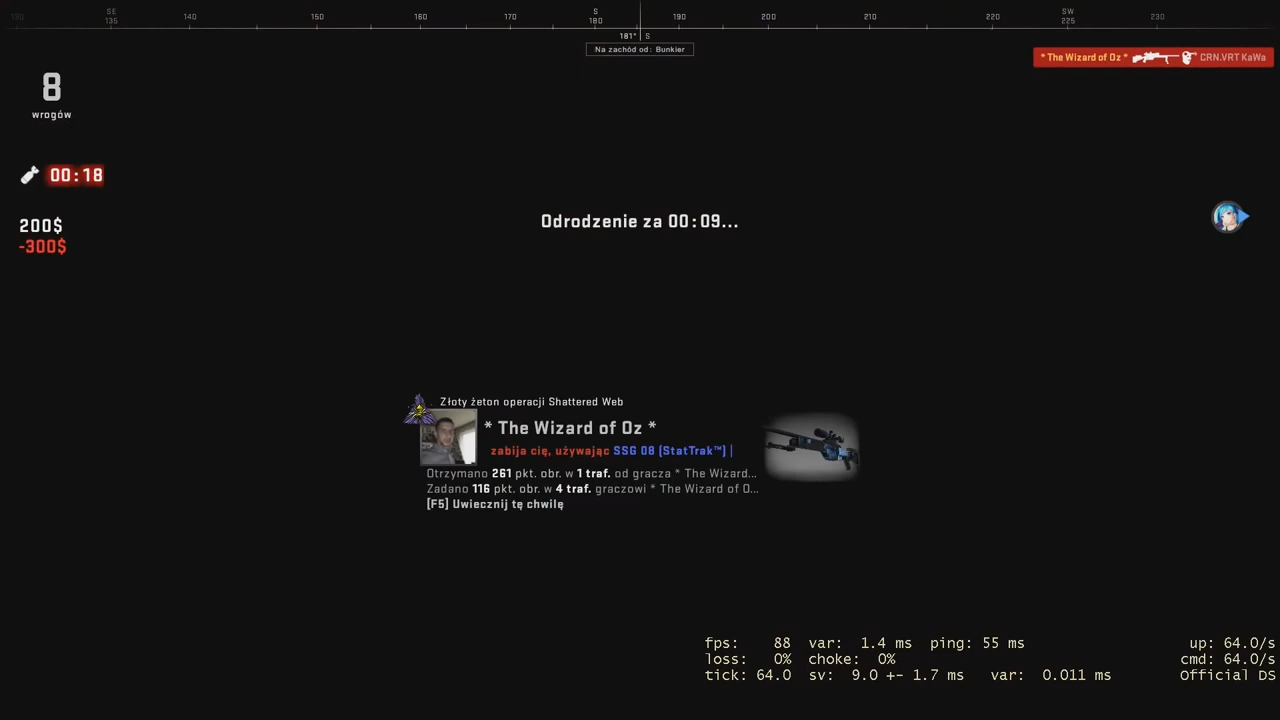 130 SE 135 140 150 160 170 S 180 190 200 210 220 SW 225 230
181° S
Na zachód od: Bunkier
* The Wizard of Oz * CRN.VRT KaWa
8
wrogów
00:18
200$
-300$
Odrodzenie za 00:09...
Złoty żeton operacji Shattered Web
* The Wizard of Oz *
zabija cię, używając SSG 08 (StatTrak™) |
Otrzymano 261 pkt. obr. w 1 traf. od gracza * The Wizard...
Zadano 116 pkt. obr. w 4 traf. graczowi * The Wizard of O...
[F5] Uwiecznij tę chwilę
fps: 88 var: 1.4 ms ping: 55 ms up: 64.0/s
loss: 0% choke: 0% cmd: 64.0/s
tick: 64.0 sv: 9.0 +- 1.7 ms var: 0.011 ms Official DS